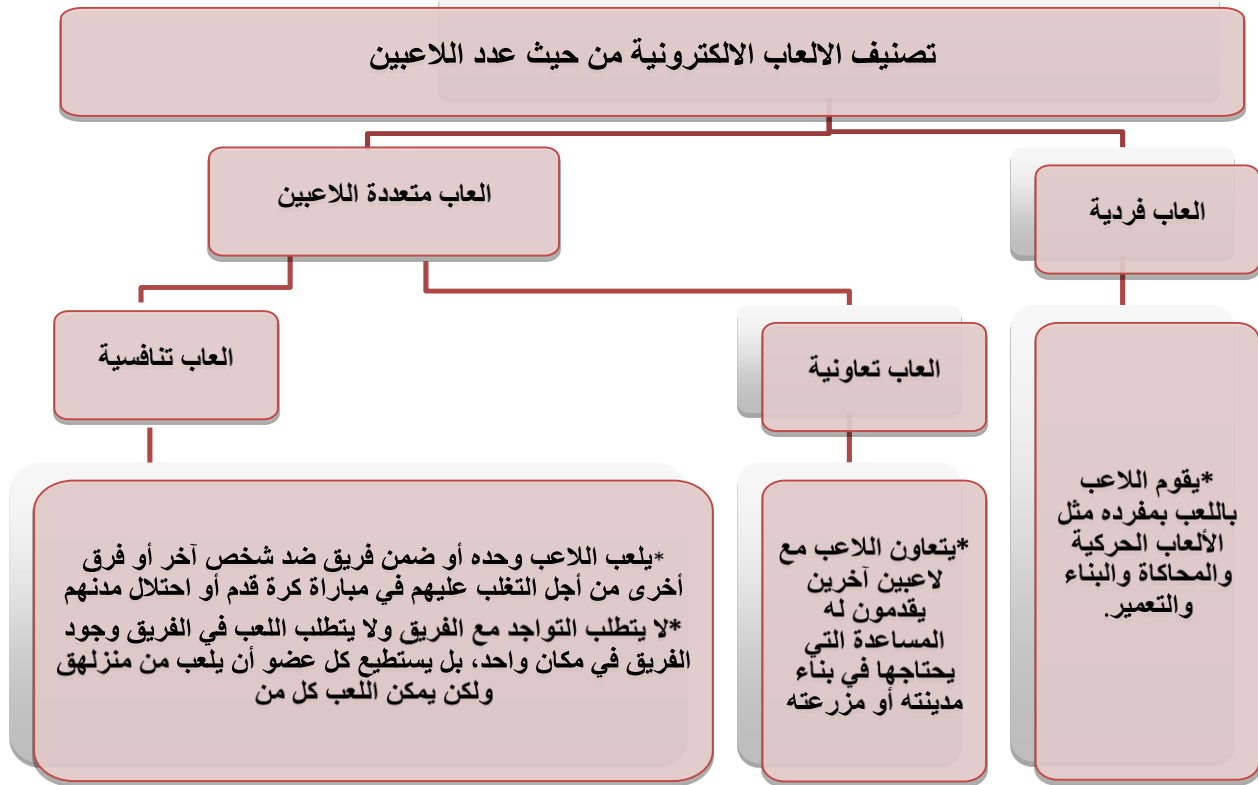 تصنيف الالعاب الالكترونية من حيث عدد اللاعبين
العاب فردية
العاب متعددة اللاعبين
العاب تعاونية
العاب تنافسية
*يقوم اللاعب
باللعب بمفرده مثل
الألعاب الحركية
والمحاكاة والبناء
والتعمير.
*يتعاون اللاعب مع
لاعبين آخرين
يقدمون له
المساعدة التي
يحتاجها في بناء
مدينته أو مزرعته
*يلعب اللاعب وحده أو ضمن فريق ضد شخص آخر أو فرق
أخرى من أجل التغلب عليهم في مباراة كرة قدم أو احتلال مدنهم
*لا يتطلب التواجد مع الفريق ولا يتطلب اللعب في الفريق وجود
الفريق في مكان واحد، بل يستطيع كل عضو أن يلعب من منزلهق
ولكن يمكن اللعب كل من